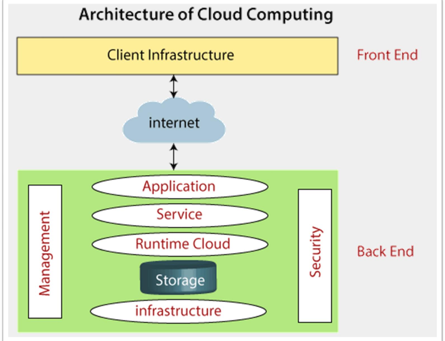 Architecture of Cloud Computing
Client Infrastructure
Front End
internet
Application
Service
Runtime Cloud
Storage
infrastructure
Management
Security
Back End